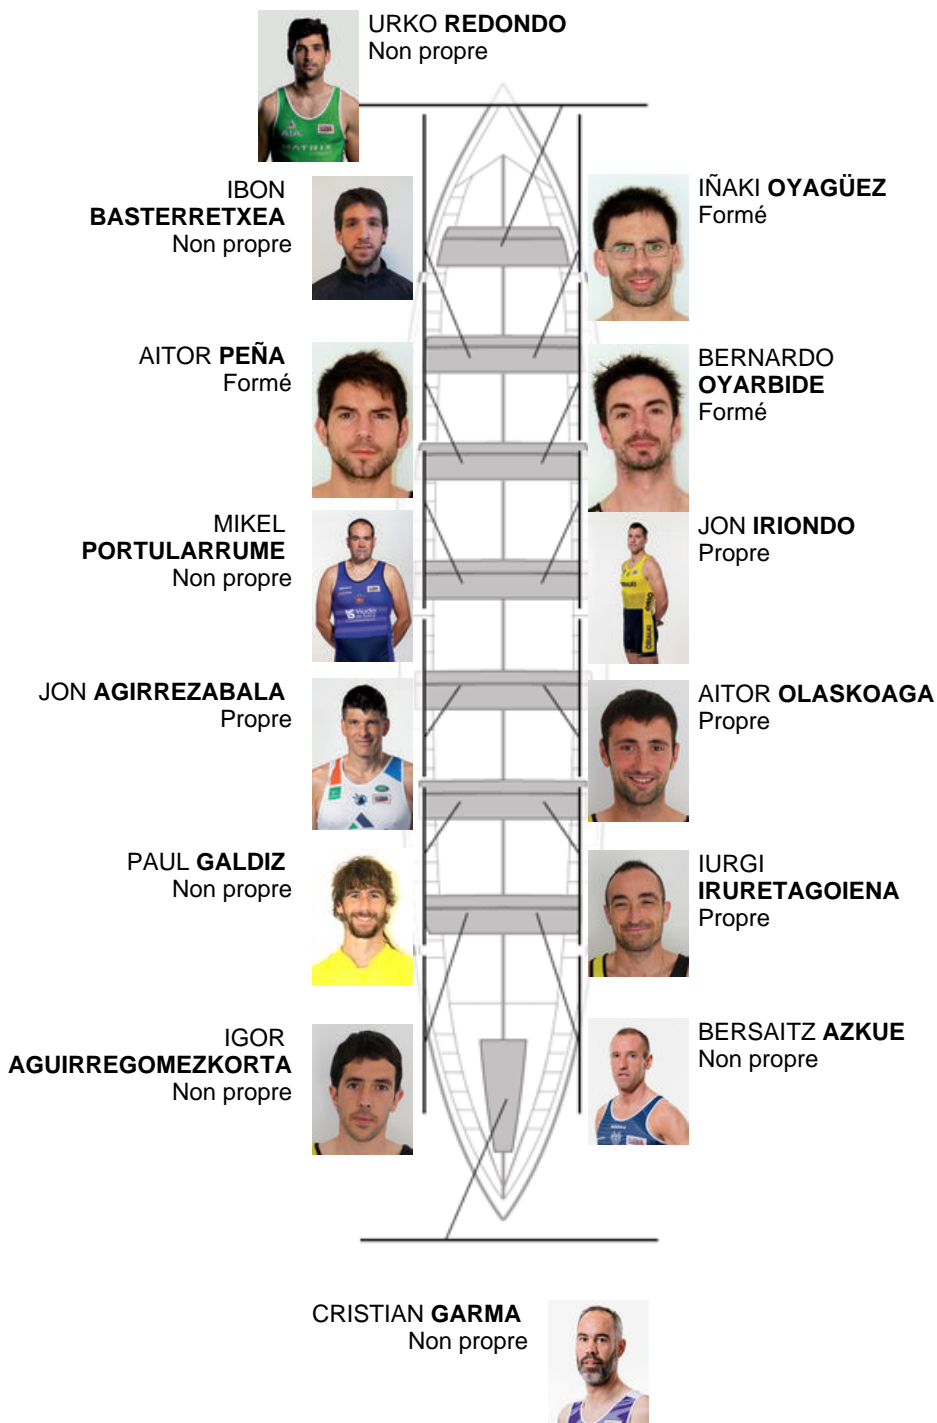 URKO REDONDO
Non propre
AIA
MATRIX
IBON
BASTERRETXEA
Non propre
IÑAKI OYAGÜEZ
Formé
AITOR PEÑA
Formé
BERNARDO
OYARBIDE
Formé
MIKEL
PORTULARRUME
Non propre
JON IRIONDO
Propre
JON AGIRREZABALA
Propre
AITOR OLASKOAGA
Propre
PAUL GALDIZ
Non propre
IURGI
IRURETAGOIENA
Propre
IGOR
AGUIRREGOMEZKORTA
Non propre
BERSAITZ AZKUE
Non propre
CRISTIAN GARMA
Non propre